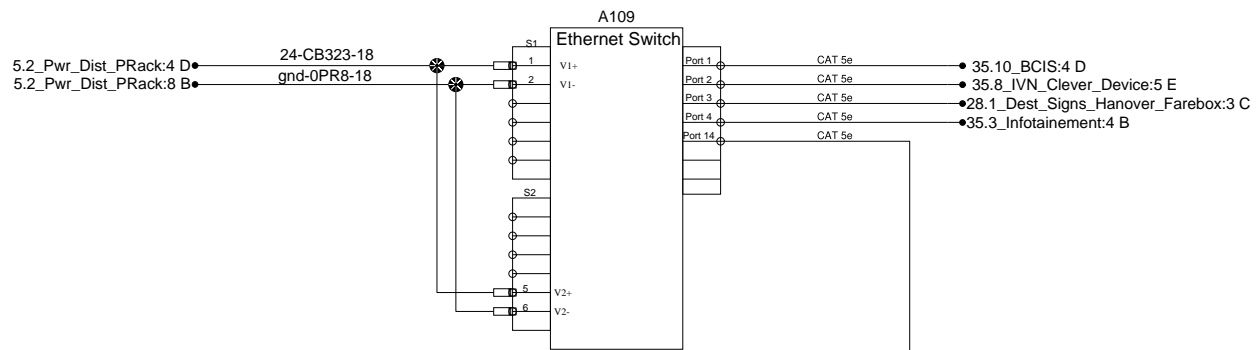 A109
Ethernet Switch
S1
24-CB323-18
5.2_Pwr_Dist_PRack:4 D
1
V1+
Port 1
CAT 5e
35.10_BCIS:4 D
gnd-0PR8-18
5.2_Pwr_Dist_PRack:8 B
2
V1-
Port 2
CAT 5e
35.8_IVN_Clever_Device:5 E
Port 3
CAT 5e
28.1_Dest_Signs_Hanover_Farebox:3 C
Port 4
CAT 5e
35.3_Infotainement:4 B
Port 14
CAT 5e
S2
5
V2+
6
V2-